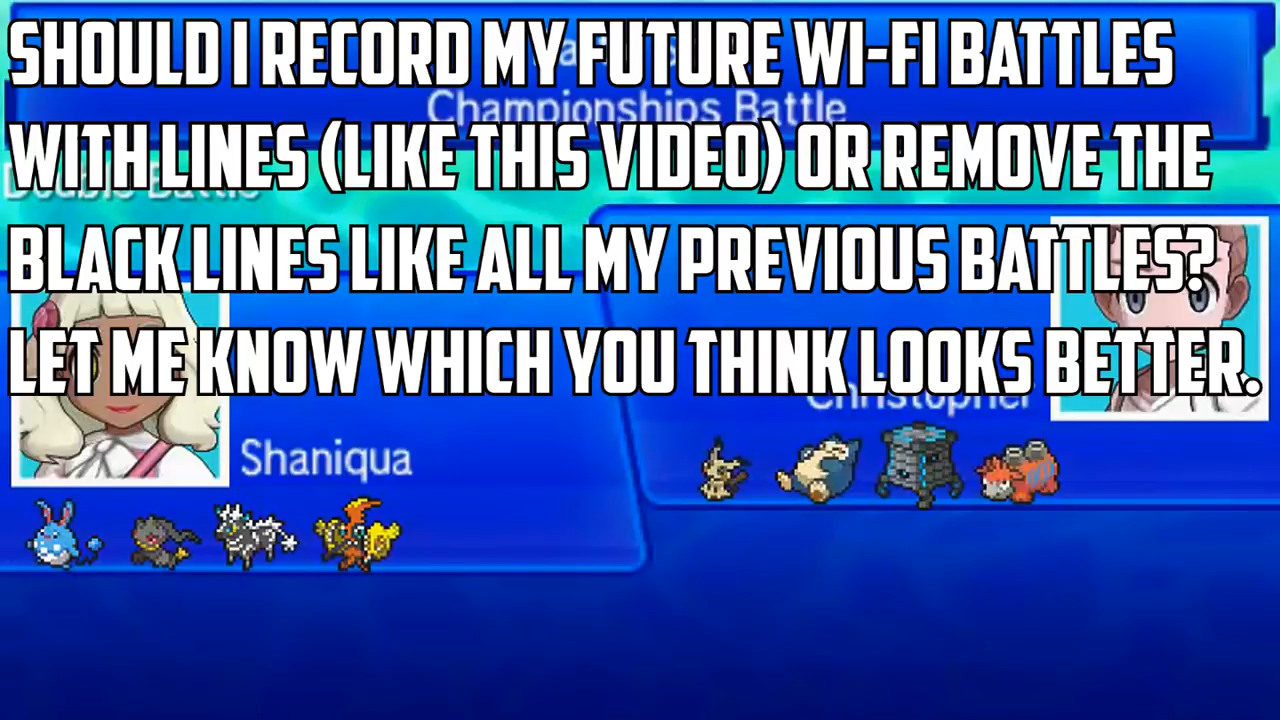 SHOULD I RECORD MY FUTURE WI-FI BATTLES
Championships Battle
WITH LINES (LIKE THIS VIDEO) OR REMOVE THE
Double Battle
BLACK LINES LIKE ALL MY PREVIOUS BATTLES?
LET ME KNOW WHICH YOU THINK LOOKS BETTER.
Christopher
Shaniqua